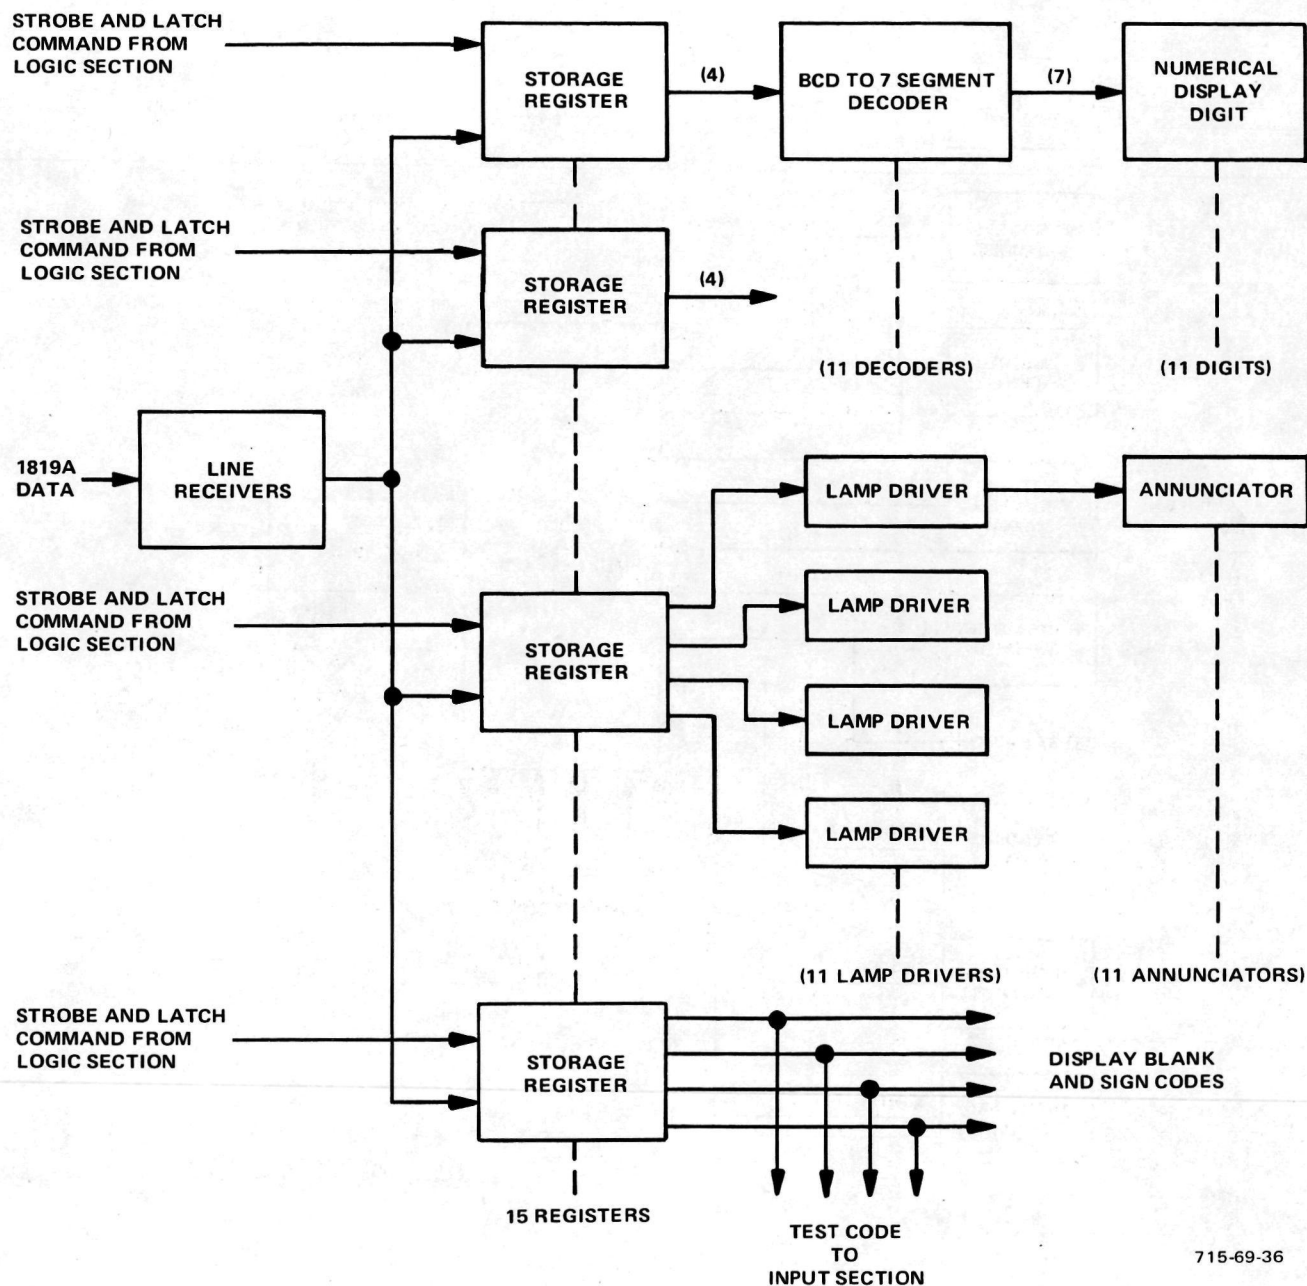 STROBE AND LATCH
COMMAND FROM
LOGIC SECTION
STORAGE
REGISTER
(4)
BCD TO 7 SEGMENT
DECODER
(7)
NUMERICAL
DISPLAY
DIGIT
STROBE AND LATCH
COMMAND FROM
LOGIC SECTION
STORAGE
REGISTER
(4)
(11 DECODERS)
(11 DIGITS)
1819A
DATA
LINE
RECEIVERS
LAMP DRIVER
ANNUNCIATOR
STROBE AND LATCH
COMMAND FROM
LOGIC SECTION
STORAGE
REGISTER
LAMP DRIVER
LAMP DRIVER
LAMP DRIVER
(11 LAMP DRIVERS)
(11 ANNUNCIATORS)
STROBE AND LATCH
COMMAND FROM
LOGIC SECTION
STORAGE
REGISTER
DISPLAY BLANK
AND SIGN CODES
15 REGISTERS
TEST CODE
TO
INPUT SECTION
715-69-36